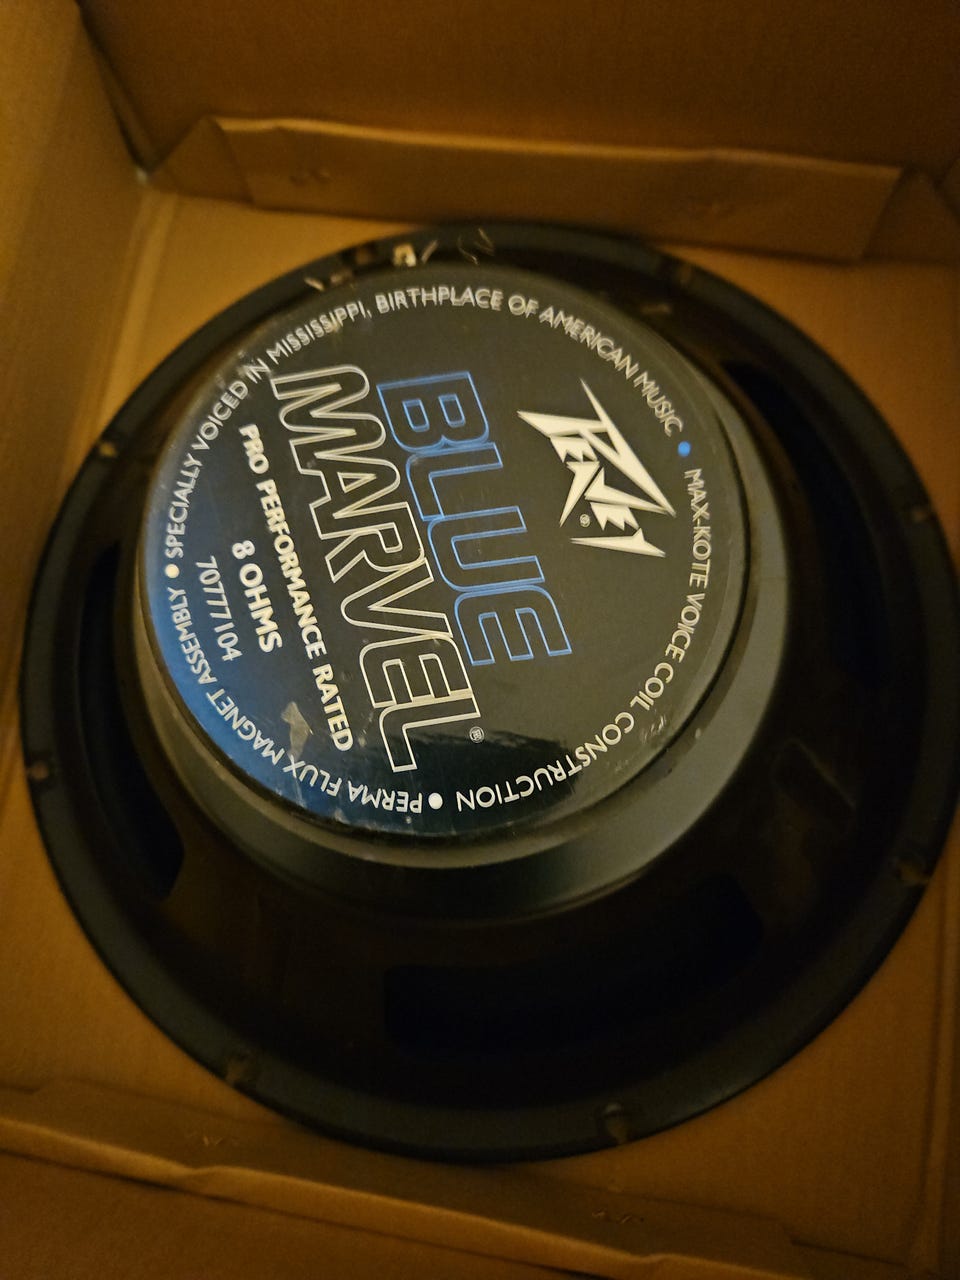 PEAVEY®
BLUE
MARVEL®
PRO PERFORMANCE RATED
8 OHMS
70777104
SPECIALLY VOICED IN MISSISSIPPI, BIRTHPLACE OF AMERICAN MUSIC • MAX-KOTE VOICE COIL CONSTRUCTION • PERMA FLUX MAGNET ASSEMBLY •